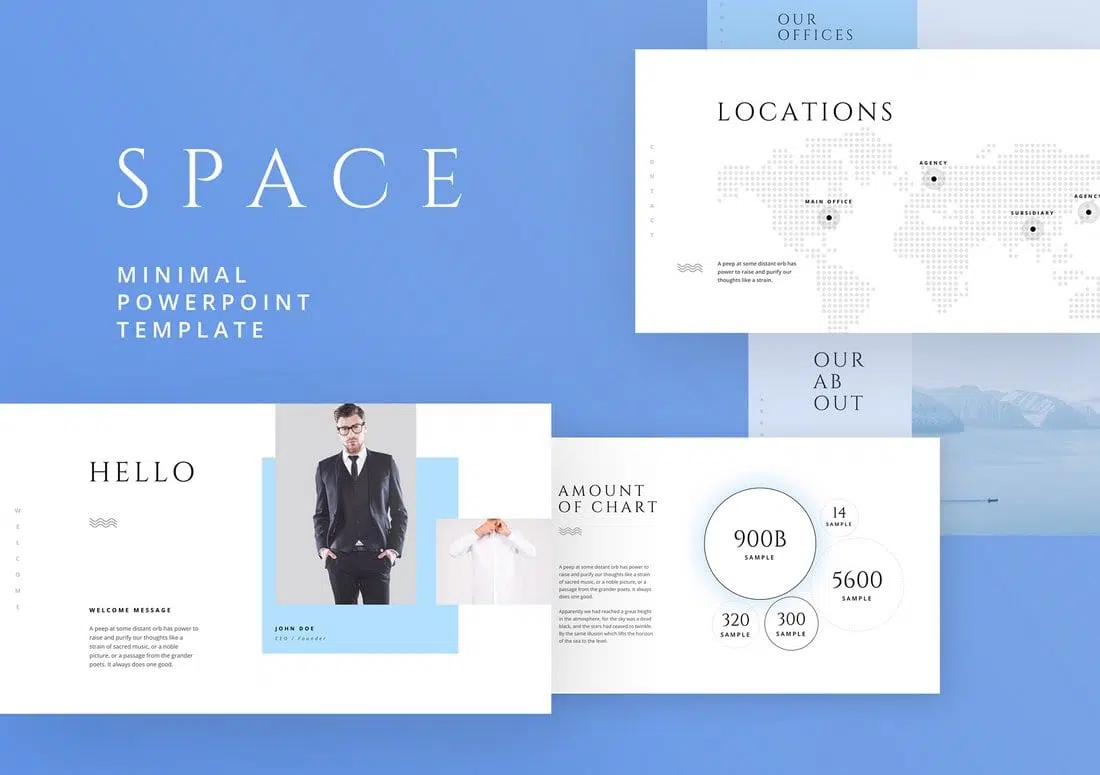 SPACE
MINIMAL
POWERPOINT
TEMPLATE
OUR
OFFICES
LOCATIONS
CONTACT
AGENCY
MAIN OFFICE
SUBSIDIARY
AGENCY
A peep at some distant orb has
power to raise and purify our
thoughts like a strain.
OUR
AB
OUT
HELLO
WELCOME
WELCOME MESSAGE
A peep at some distant orb has power to
raise and purify our thoughts like a
strain of sacred music, or a noble
picture, or a passage from the grander
poets. It always does one good.
JOHN DOE
CEO / Founder
AMOUNT
OF CHART
A peep at some distant orb has power to
raise and purify our thoughts like a strain
of sacred music, or a noble picture, or a
passage from the grander poets. It always
does one good.
Apparently we had reached a great height
in the atmosphere, for the sky was a dead
black, and the stars had ceased to twinkle.
By the same illusion which lifts the horizon
of the sea to the level.
900B
SAMPLE
14
SAMPLE
5600
SAMPLE
320
SAMPLE
300
SAMPLE